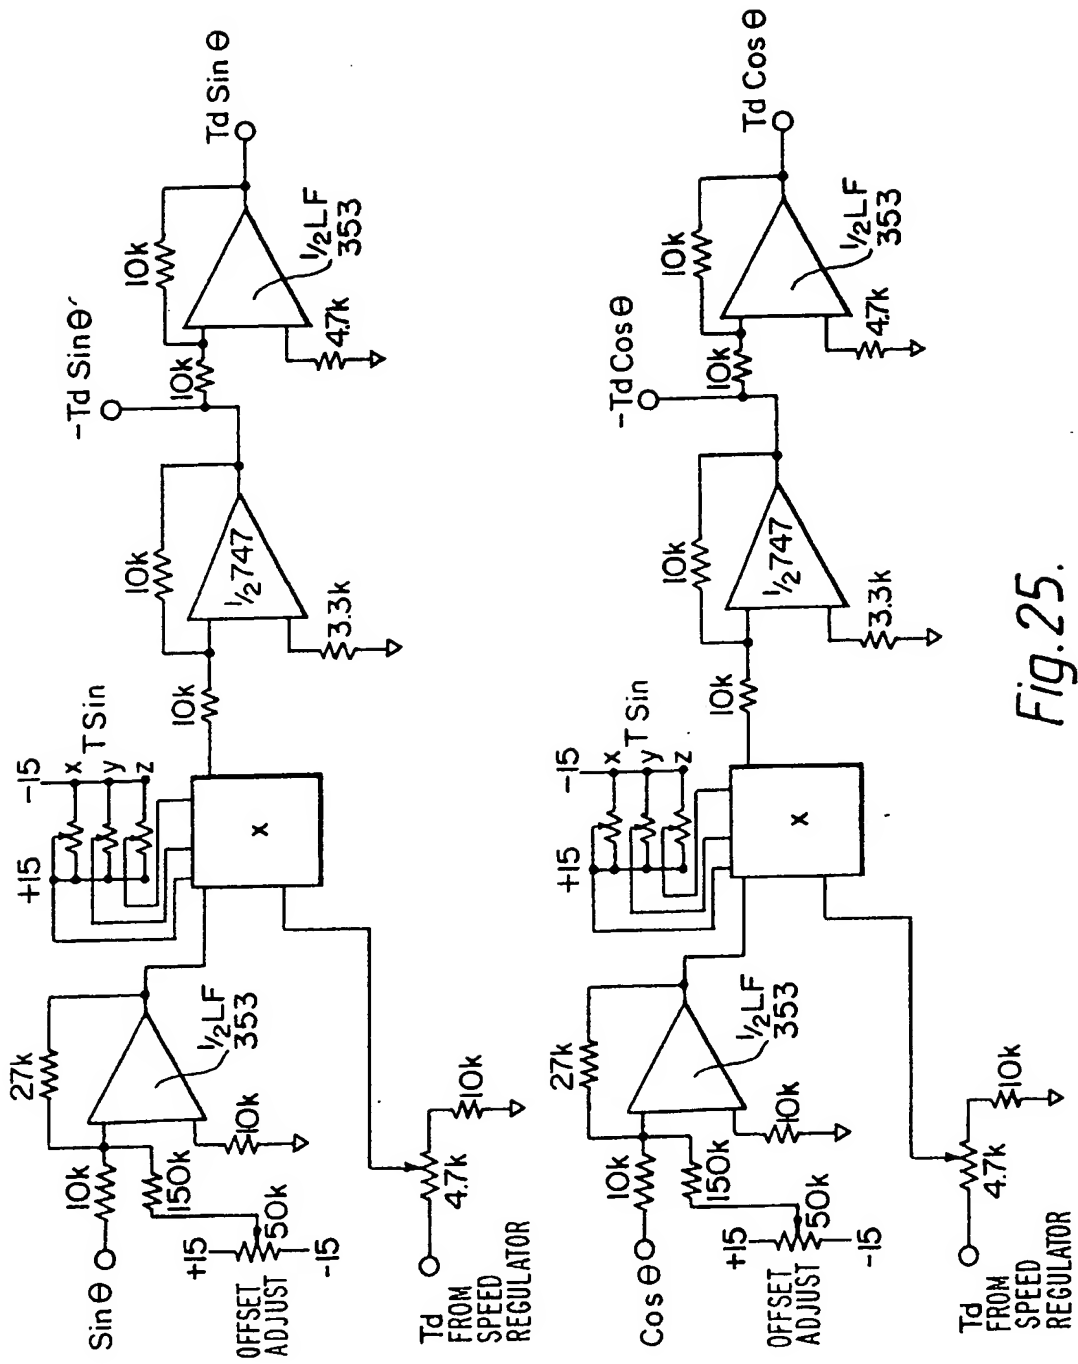 Sin θ
10k
27k
150k
+15
50k
-15
OFFSET
ADJUST
10k
½LF
353
Td
FROM
SPEED
REGULATOR
4.7k
10k
+15
-15
x
y
z
T Sin
x
10k
10k
½747
3.3k
-Td Sin θ'
10k
10k
½LF
353
4.7k
Td Sin θ
Cos θ
10k
27k
150k
+15
50k
-15
OFFSET
ADJUST
10k
½LF
353
Td
FROM
SPEED
REGULATOR
4.7k
10k
+15
-15
x
y
z
T Sin
x
10k
10k
½747
3.3k
-Td Cos θ
10k
10k
½LF
353
4.7k
Td Cos θ
Fig. 25.